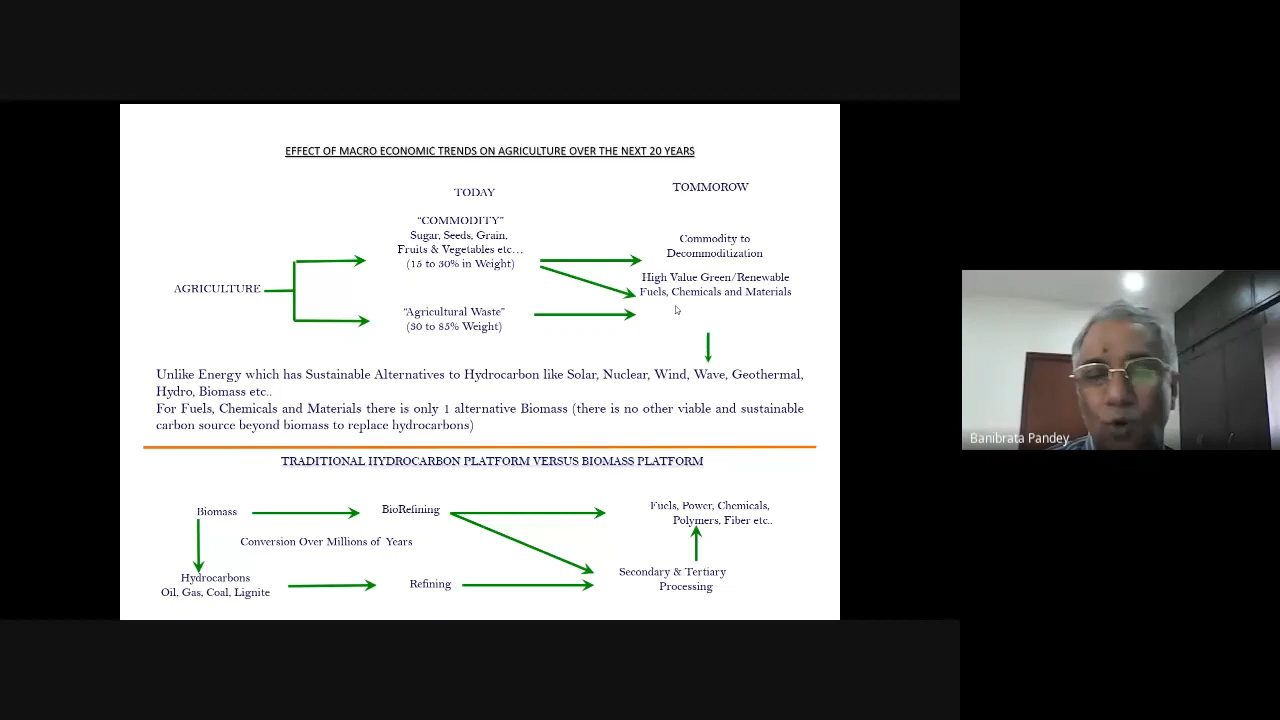 EFFECT OF MACRO ECONOMIC TRENDS ON AGRICULTURE OVER THE NEXT 20 YEARS
TODAY
TOMMOROW
“COMMODITY”
Sugar, Seeds, Grain,
Fruits & Vegetables etc…
(15 to 30% in Weight)
Commodity to
Decommoditization
High Value Green/Renewable
Fuels, Chemicals and Materials
AGRICULTURE
“Agricultural Waste”
(30 to 85% Weight)
Unlike Energy which has Sustainable Alternatives to Hydrocarbon like Solar, Nuclear, Wind, Wave, Geothermal,
Hydro, Biomass etc..
For Fuels, Chemicals and Materials there is only 1 alternative Biomass (there is no other viable and sustainable
carbon source beyond biomass to replace hydrocarbons)
TRADITIONAL HYDROCARBON PLATFORM VERSUS BIOMASS PLATFORM
Biomass
BioRefining
Fuels, Power, Chemicals,
Polymers, Fiber etc..
Conversion Over Millions of Years
Hydrocarbons
Oil, Gas, Coal, Lignite
Refining
Secondary & Tertiary
Processing
Banibrata Pandey